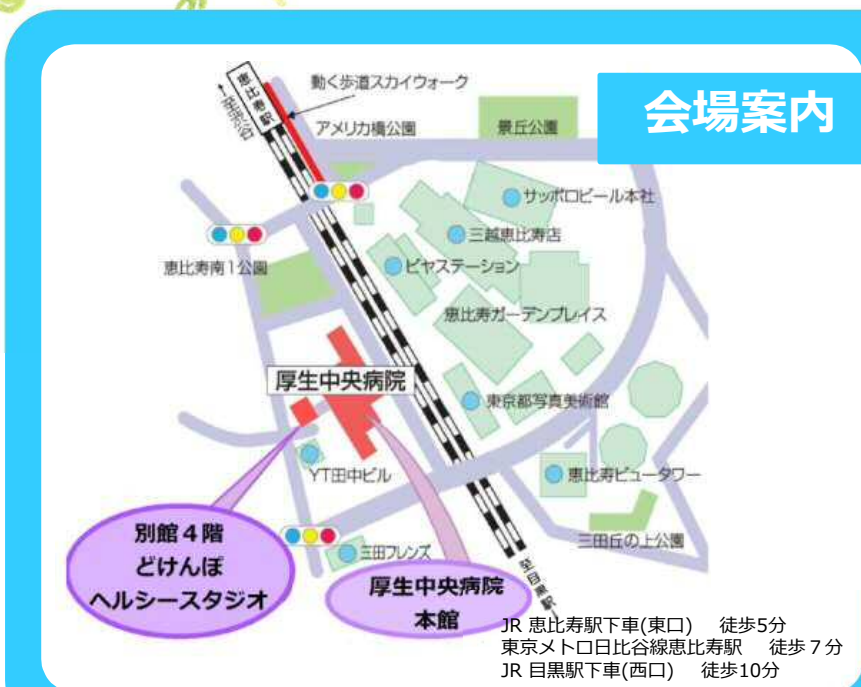 会場案内
恵比寿駅
←至渋谷
動く歩道スカイウォーク
アメリカ橋公園
景丘公園
サッポロビール本社
三越恵比寿店
恵比寿南1公園
ビヤステーション
恵比寿ガーデンプレイス
厚生中央病院
東京都写真美術館
YT田中ビル
恵比寿ビュータワー
別館４階
どけんぽ
ヘルシースタジオ
三田フレンズ
三田丘の上公園
厚生中央病院
本館
至目黒駅→
JR 恵比寿駅下車(東口)　徒歩5分
東京メトロ日比谷線恵比寿駅　徒歩７分
JR 目黒駅下車(西口)　徒歩10分